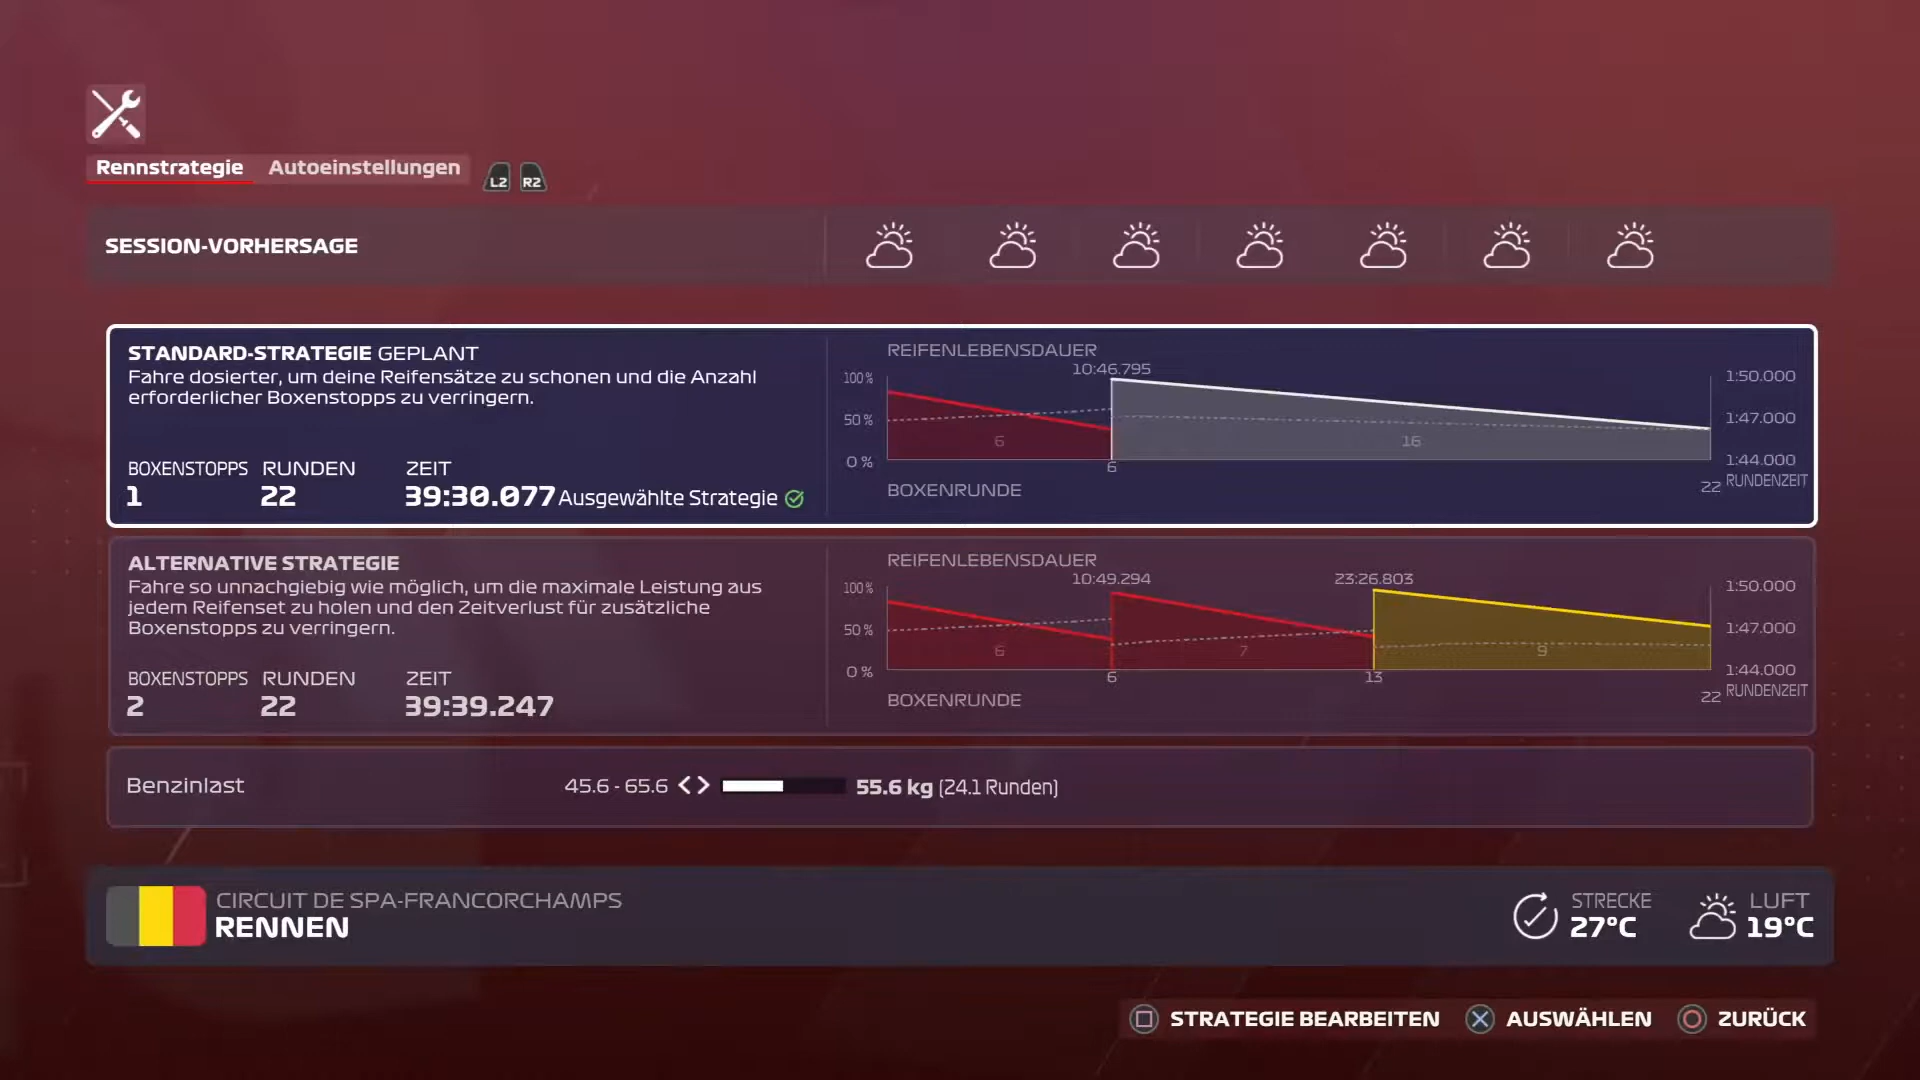 Rennstrategie Autoeinstellungen L2 R2
SESSION-VORHERSAGE
STANDARD-STRATEGIE GEPLANT
Fahre dosierter, um deine Reifensätze zu schonen und die Anzahl
erforderlicher Boxenstopps zu verringern.
BOXENSTOPPS RUNDEN ZEIT
1 22 39:30.077 Ausgewählte Strategie
REIFENLEBENSDAUER
10:46.795
100% 1:50.000
50% 1:47.000
6 16
0% 1:44.000
6
BOXENRUNDE 22 RUNDENZEIT
ALTERNATIVE STRATEGIE
Fahre so unnachgiebig wie möglich, um die maximale Leistung aus
jedem Reifenset zu holen und den Zeitverlust für zusätzliche
Boxenstopps zu verringern.
BOXENSTOPPS RUNDEN ZEIT
2 22 39:39.247
REIFENLEBENSDAUER
10:49.294 23:26.803
100% 1:50.000
50% 1:47.000
6 7 9
0% 1:44.000
6 13
BOXENRUNDE 22 RUNDENZEIT
Benzinlast 45.6 - 65.6 55.6 kg (24.1 Runden)
CIRCUIT DE SPA-FRANCORCHAMPS
RENNEN
STRECKE
27°C
LUFT
19°C
STRATEGIE BEARBEITEN AUSWÄHLEN ZURÜCK